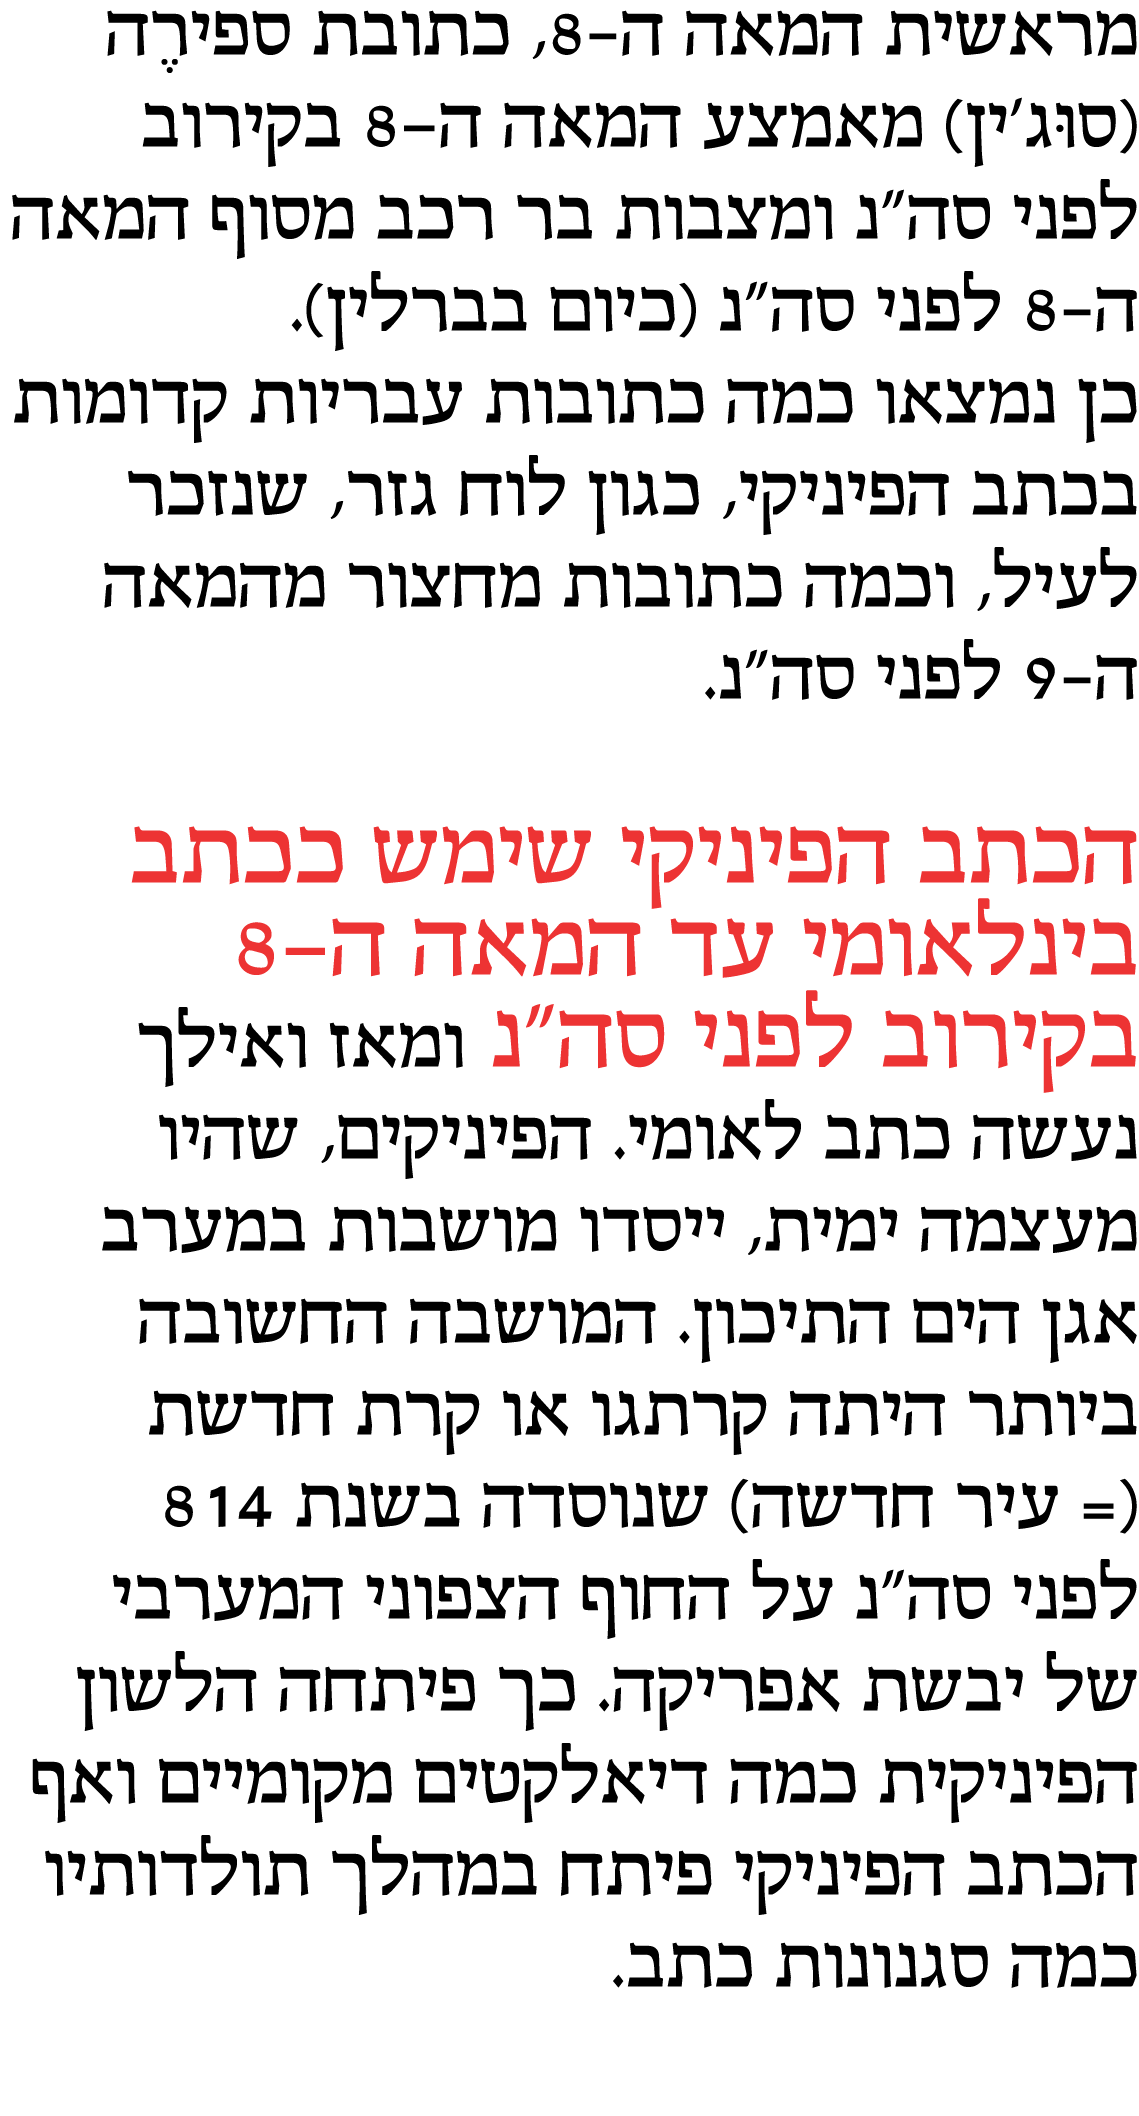 מראשית המאה ה–8, כתובת ספירֶה
(סוּג'ין) מאמצע המאה ה–8 בקירוב
לפני סה"נ ומצבות בר רכב מסוף המאה
ה–8 לפני סה"נ (כיום בברלין).
כן נמצאו כמה כתובות עבריות קדומות
בכתב הפיניקי, כגון לוח גזר, שנזכר
לעיל, וכמה כתובות מחצור מהמאה
ה–9 לפני סה"נ.
הכתב הפיניקי שימש ככתב
בינלאומי עד המאה ה–8
בקירוב לפני סה"נ ומאז ואילך
נעשה כתב לאומי. הפיניקים, שהיו
מעצמה ימית, ייסדו מושבות במערב
אגן הים התיכון. המושבה החשובה
ביותר היתה קרתגו או קרת חדשת
(= עיר חדשה) שנוסדה בשנת 814
לפני סה"נ על החוף הצפוני המערבי
של יבשת אפריקה. כך פיתחה הלשון
הפיניקית כמה דיאלקטים מקומיים ואף
הכתב הפיניקי פיתח במהלך תולדותיו
כמה סגנונות כתב.